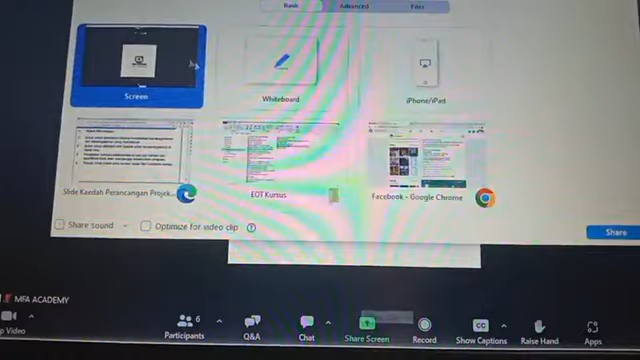 Basic Advanced Files
Screen
Whiteboard
iPhone/iPad
Slide Kaedah Perancangan Projek...
EOT Kursus
Facebook - Google Chrome
Share sound
Optimize for video clip
Share
MFA ACADEMY
p Video
Participants
6
Q&A
Chat
Share Screen
Record
CC
Show Captions
Raise Hand
Apps